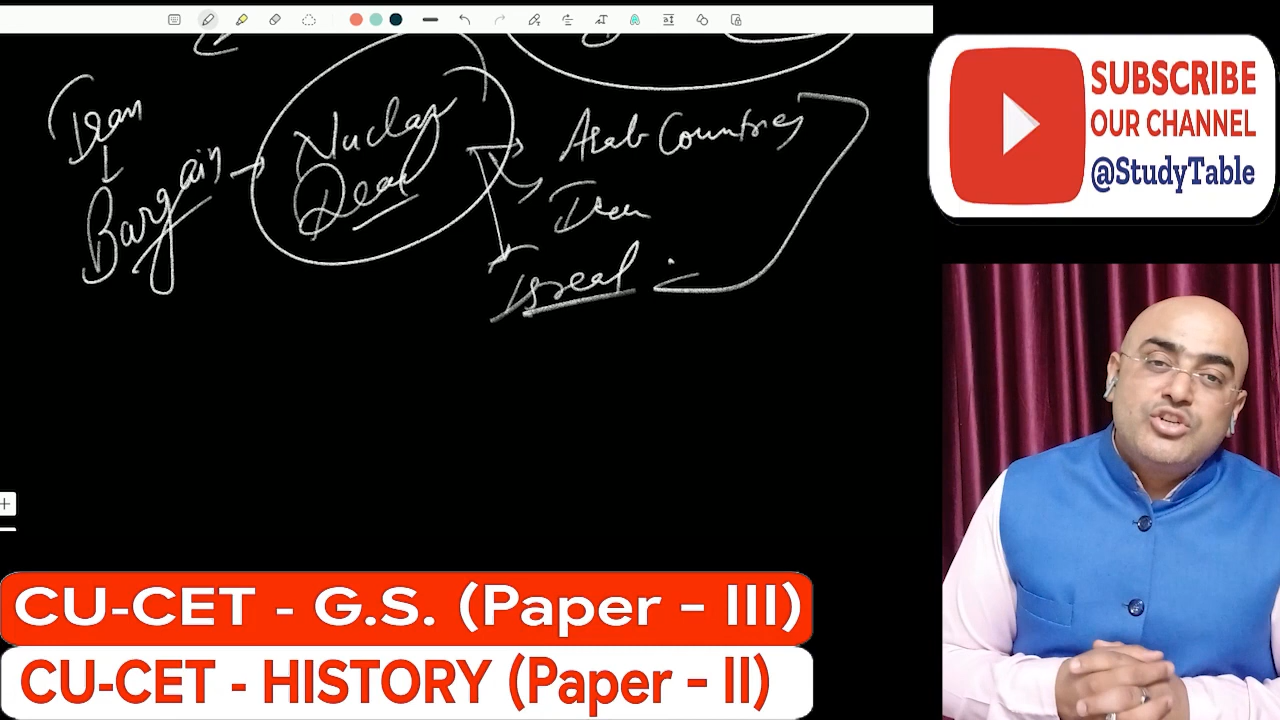 Iran
Bargain
Nuclear
Deal
Arab Countries
Iran
Isreal
SUBSCRIBE
OUR CHANNEL
@StudyTable
CU-CET - G.S. (Paper - III)
CU-CET - HISTORY (Paper - II)